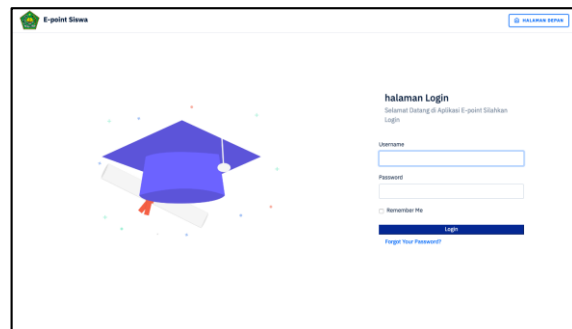 E-point Siswa
HALAMAN DEPAN
halaman Login
Selamat Datang di Aplikasi E-point Silahkan
Login
Username
Password
Remember Me
Login
Forgot Your Password?